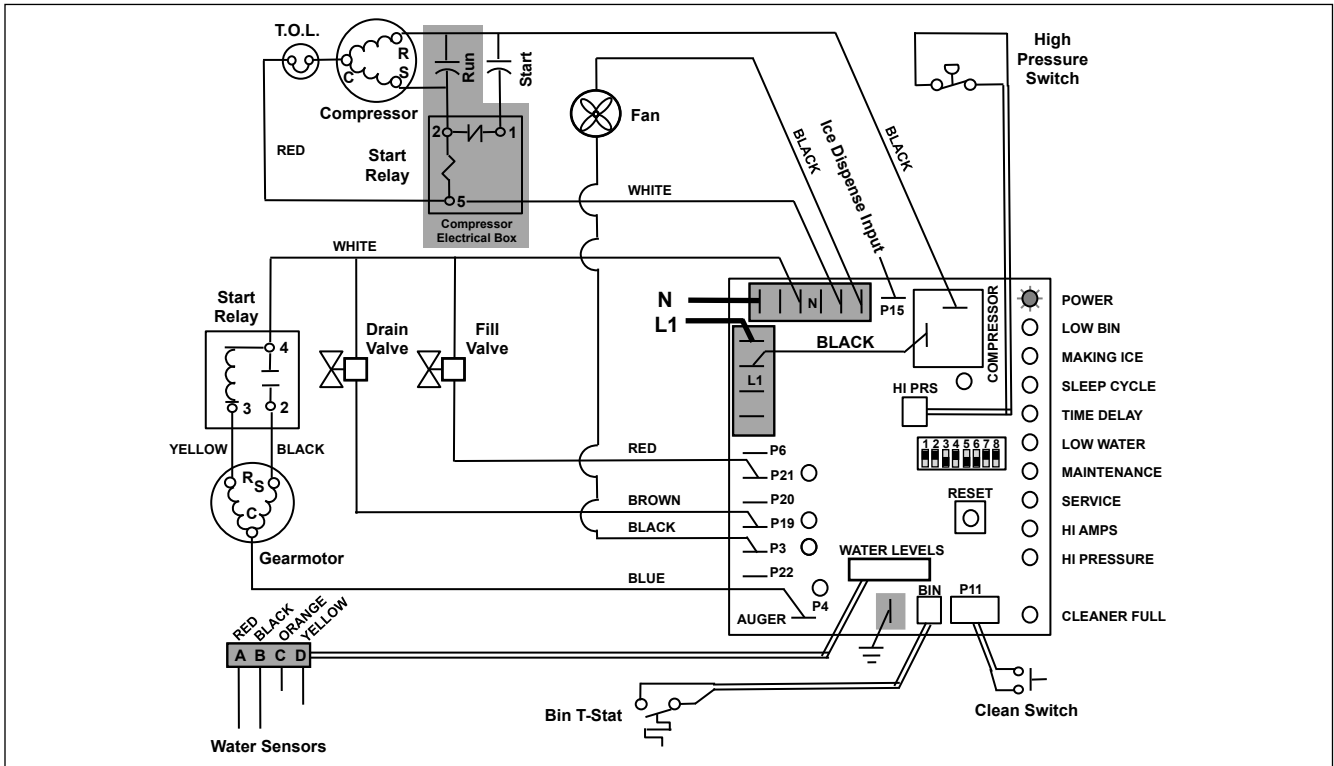 T.O.L.
C
R
S
Compressor
Run
Start
RED
Start
Relay
2
1
5
Compressor
Electrical Box
Fan
BLACK
Ice Dispense Input
BLACK
High
Pressure
Switch
WHITE
WHITE
Start
Relay
4
3
2
YELLOW
BLACK
R
S
C
Gearmotor
Drain
Valve
Fill
Valve
N
L1
N
L1
P15
BLACK
COMPRESSOR
HI PRS
1 2 3 4 5 6 7 8
RESET
POWER
LOW BIN
MAKING ICE
SLEEP CYCLE
TIME DELAY
LOW WATER
MAINTENANCE
SERVICE
HI AMPS
HI PRESSURE
CLEANER FULL
RED
BROWN
BLACK
BLUE
P6
P21
P20
P19
P3
P22
P4
AUGER
WATER LEVELS
BIN
P11
RED
BLACK
ORANGE
YELLOW
A B C D
Water Sensors
Bin T-Stat
Clean Switch